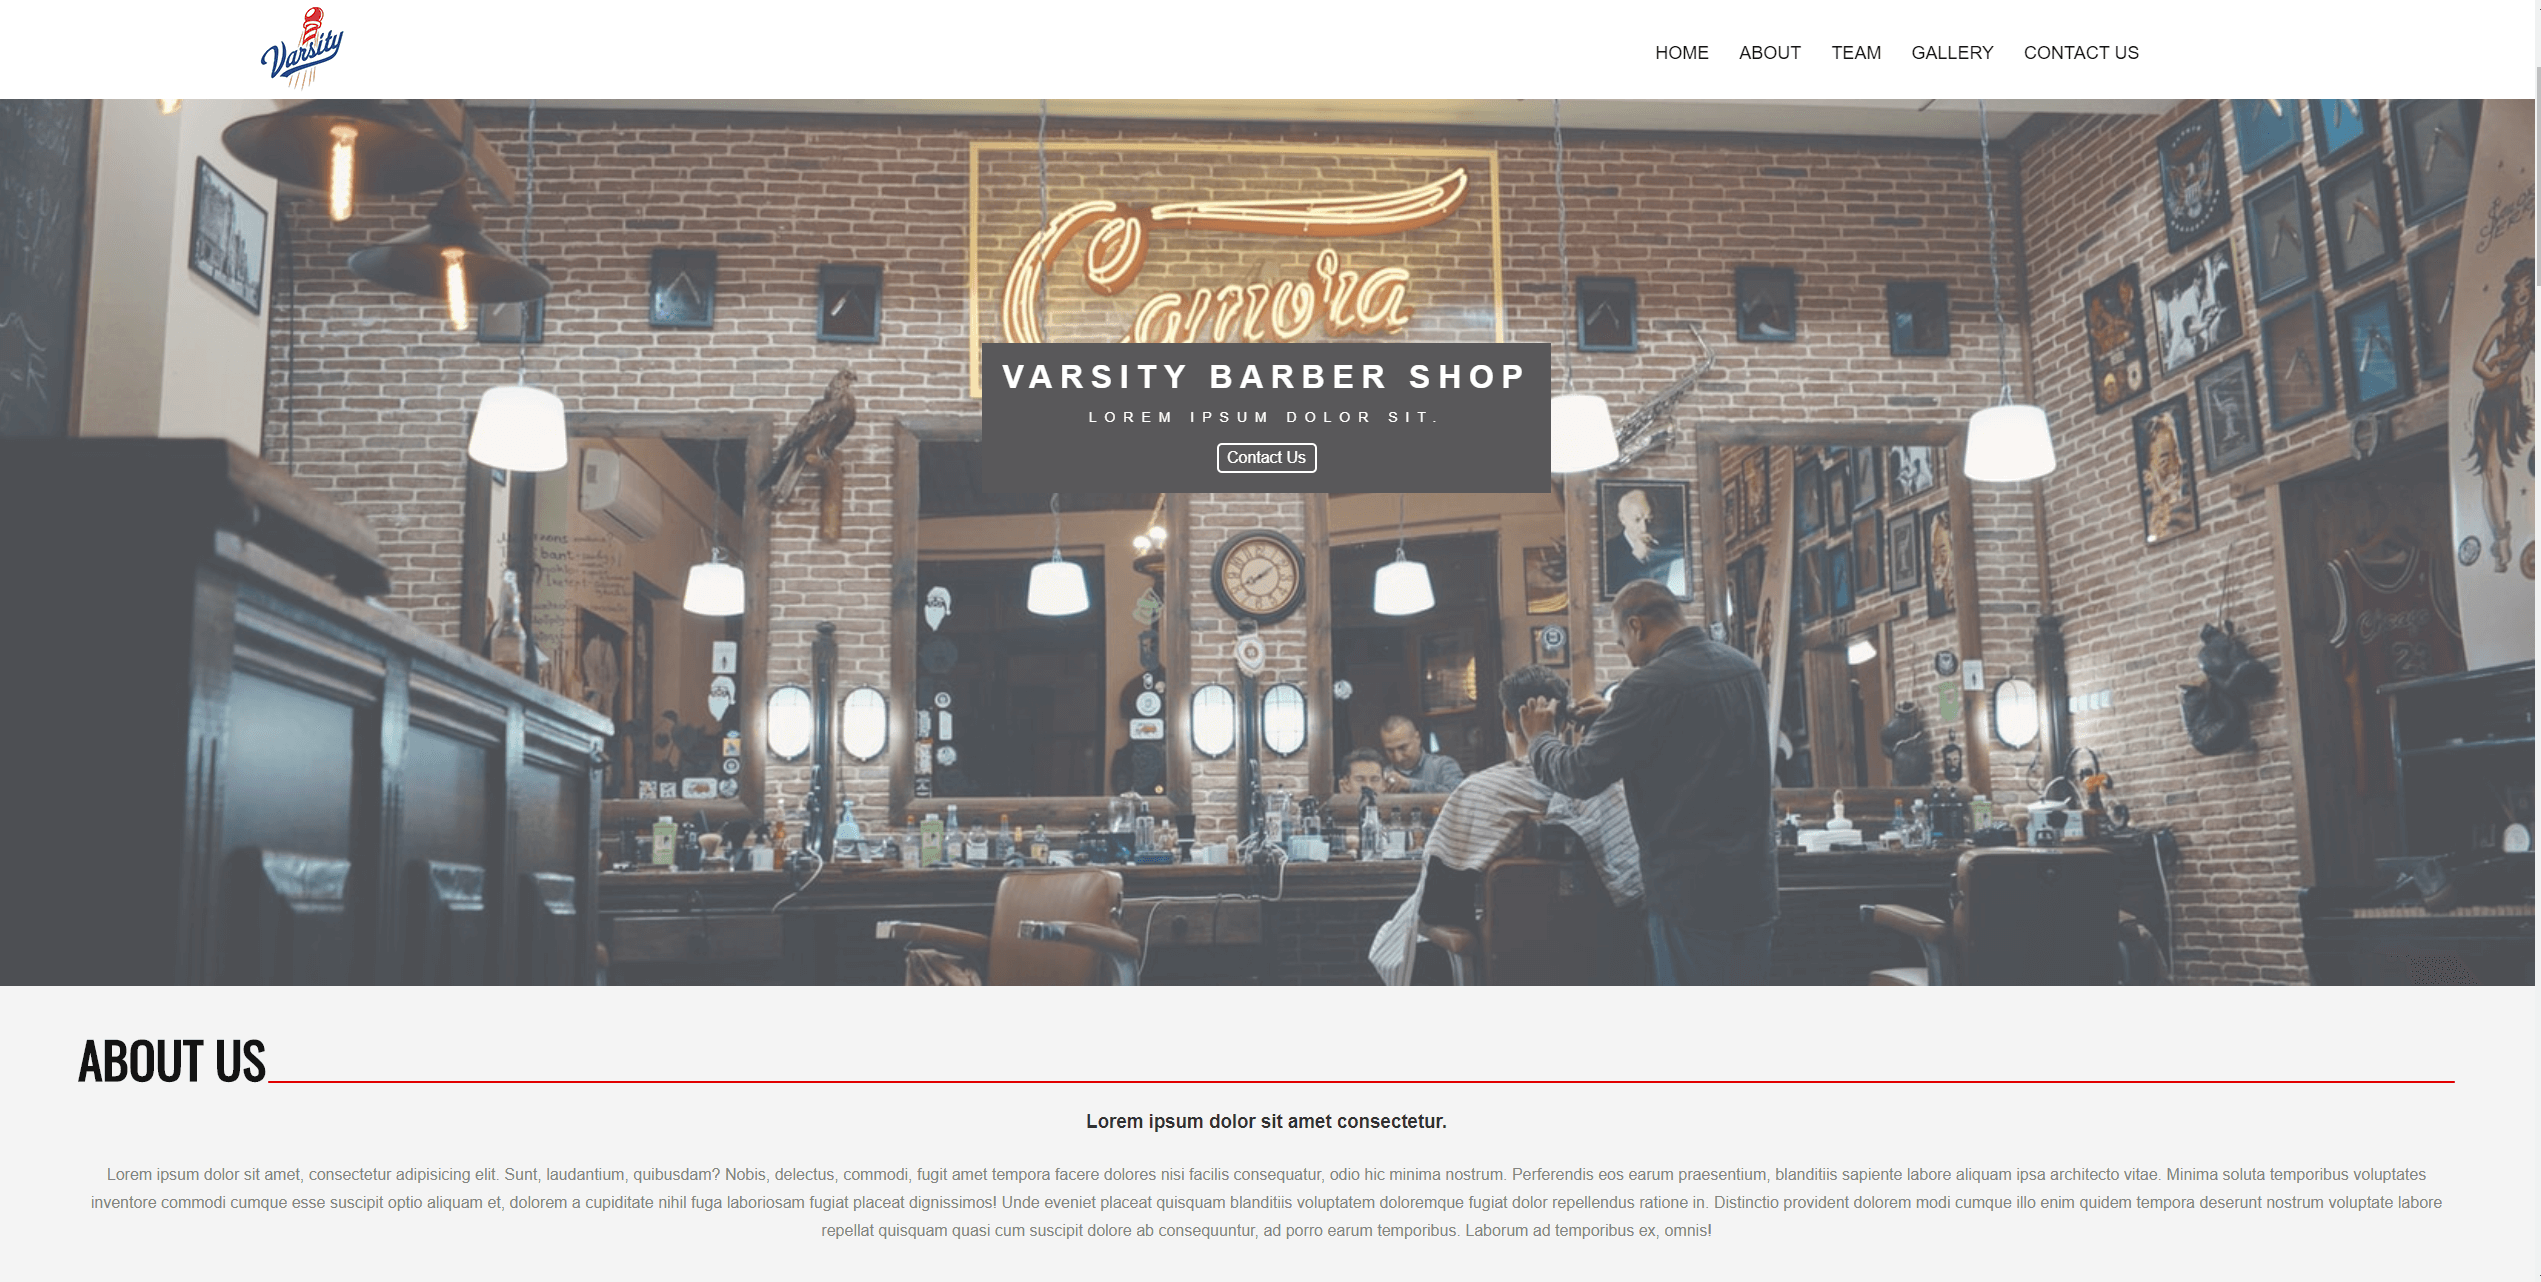 Varsity
HOME
ABOUT
TEAM
GALLERY
CONTACT US
VARSITY BARBER SHOP
LOREM IPSUM DOLOR SIT.
Contact Us
23
ABOUT US
Lorem ipsum dolor sit amet consectetur.
Lorem ipsum dolor sit amet, consectetur adipisicing elit. Sunt, laudantium, quibusdam? Nobis, delectus, commodi, fugit amet tempora facere dolores nisi facilis consequatur, odio hic minima nostrum. Perferendis eos earum praesentium, blanditiis sapiente labore aliquam ipsa architecto vitae. Minima soluta temporibus voluptates
inventore commodi cumque esse suscipit optio aliquam et, dolorem a cupiditate nihil fuga laboriosam fugiat placeat dignissimos! Unde eveniet placeat quisquam blanditiis voluptatem doloremque fugiat dolor repellendus ratione in. Distinctio provident dolorem modi cumque illo enim quidem tempora deserunt nostrum voluptate labore
repellat quisquam quasi cum suscipit dolore ab consequuntur, ad porro earum temporibus. Laborum ad temporibus ex, omnis!